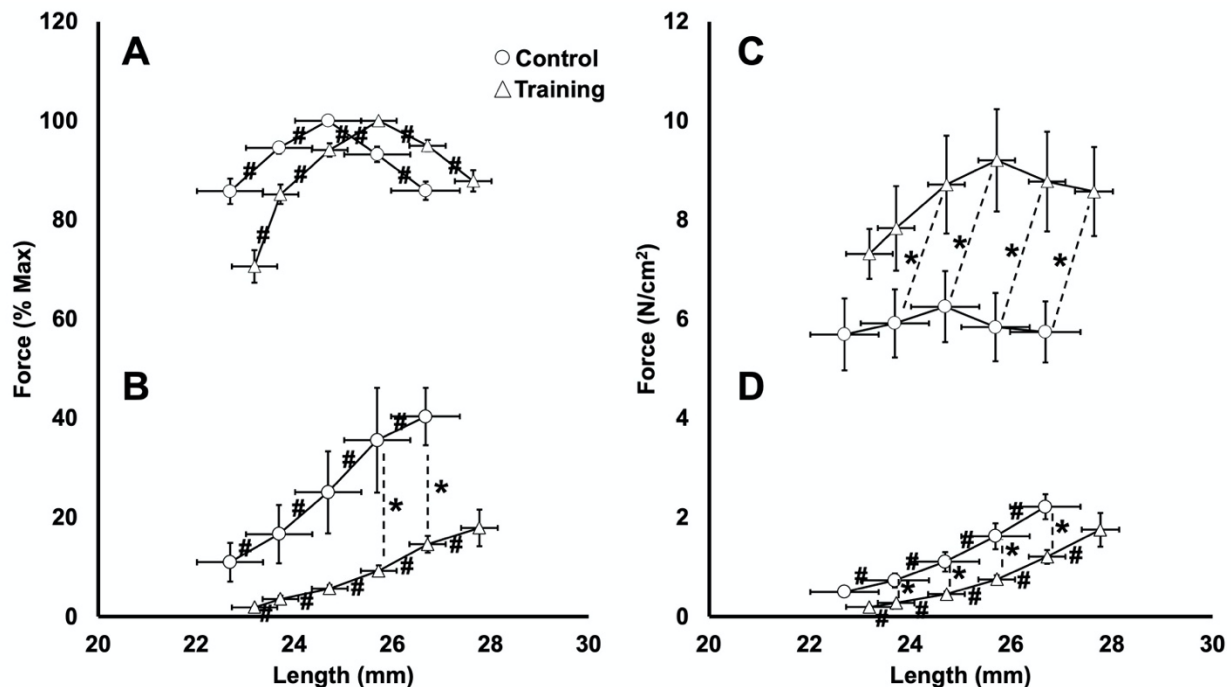 A
Control
Training
B
Force (% Max)
120
100
80
60
40
20
0
20 22 24 26 28 30
Length (mm)
# # # # # # # # #
# # # # * * # # # # #
C
D
Force (N/cm²)
12
10
8
6
4
2
0
20 22 24 26 28 30
Length (mm)
* * * *
# # # # * * * * # # # # #